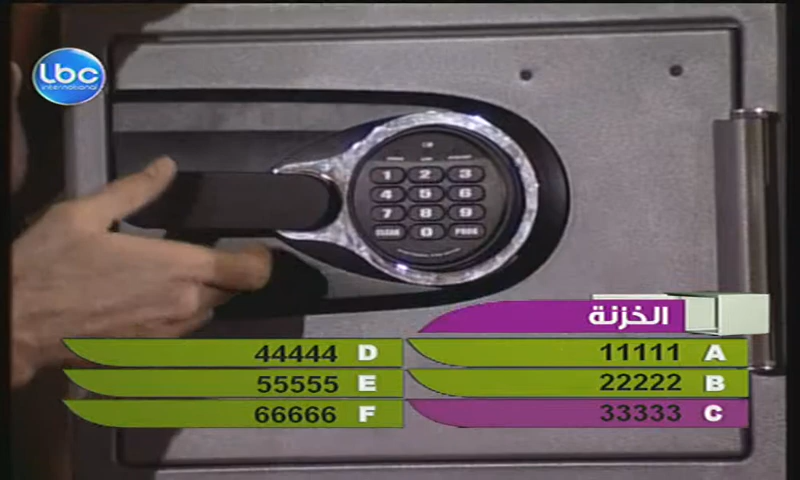 lbc
international
1 2 3
4 5 6
7 8 9
CLEAR 0 PROG
الخزنة
A 11111
D 44444
B 22222
E 55555
C 33333
F 66666